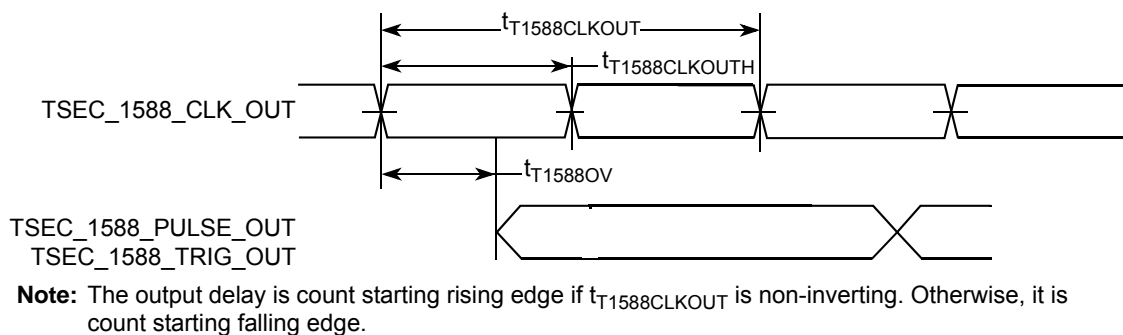 tT1588CLKOUT
tT1588CLKOUTH
TSEC_1588_CLK_OUT
tT1588OV
TSEC_1588_PULSE_OUT
TSEC_1588_TRIG_OUT
Note: The output delay is count starting rising edge if tT1588CLKOUT is non-inverting. Otherwise, it is
count starting falling edge.